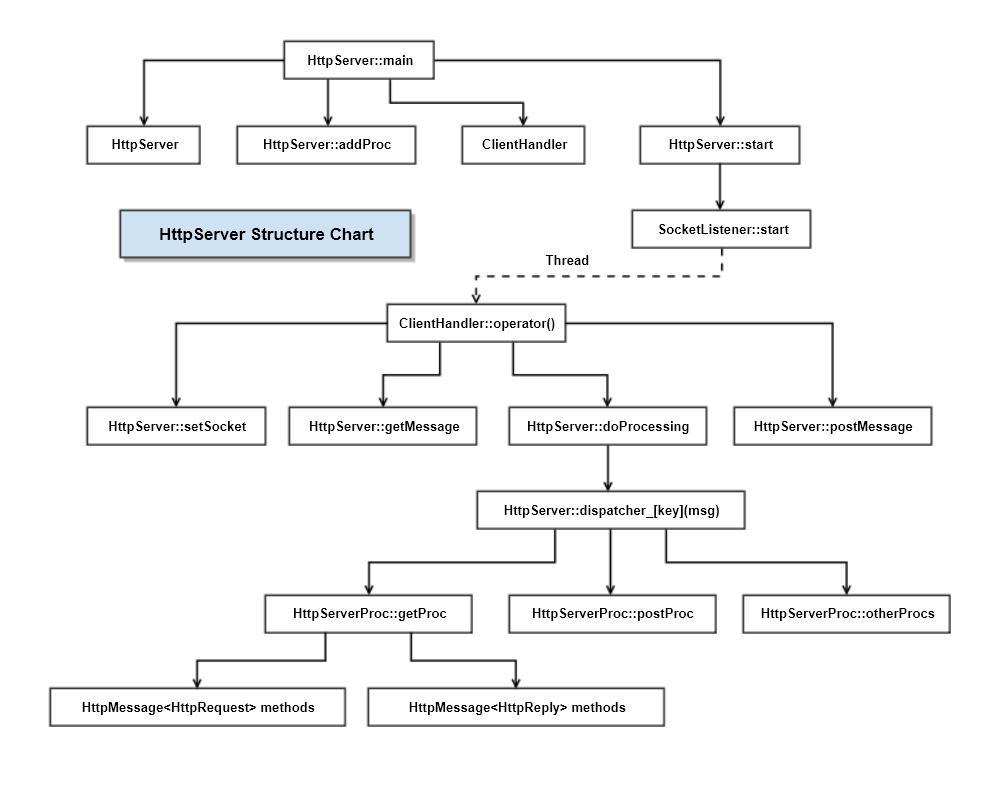 HttpServer::main
HttpServer
HttpServer::addProc
ClientHandler
HttpServer::start
HttpServer Structure Chart
SocketListener::start
Thread
ClientHandler::operator()
HttpServer::setSocket
HttpServer::getMessage
HttpServer::doProcessing
HttpServer::postMessage
HttpServer::dispatcher_[key](msg)
HttpServerProc::getProc
HttpServerProc::postProc
HttpServerProc::otherProcs
HttpMessage<HttpRequest> methods
HttpMessage<HttpReply> methods